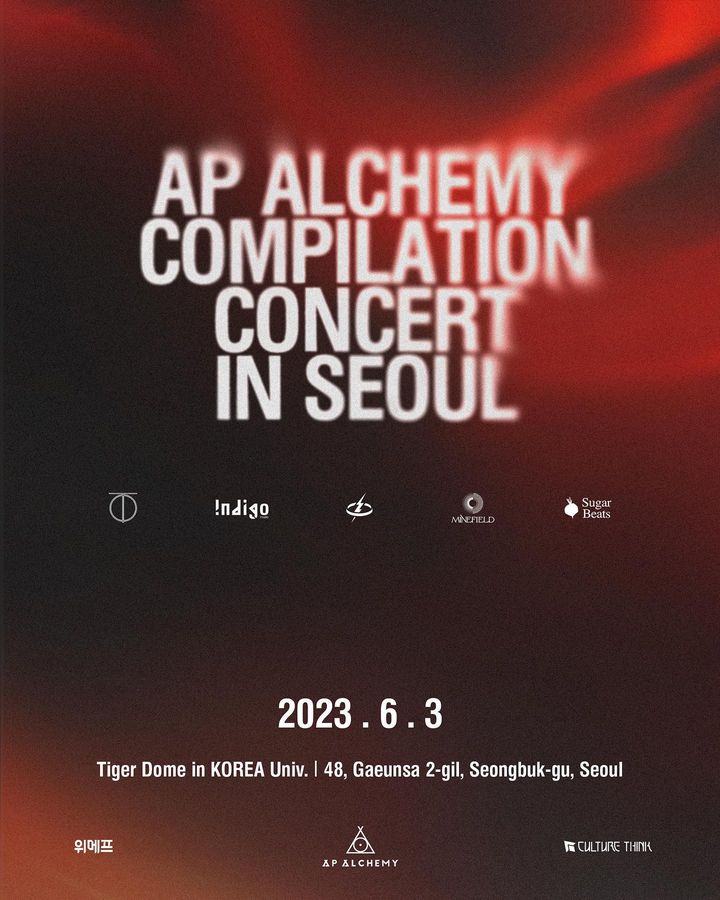 AP ALCHEMY
COMPILATION
CONCERT
IN SEOUL
!ndigo
MINEFIELD
Sugar
Beats
2023 . 6 . 3
Tiger Dome in KOREA Univ. | 48, Gaeunsa 2-gil, Seongbuk-gu, Seoul
위메프
AP ALCHEMY
CULTURE THINK